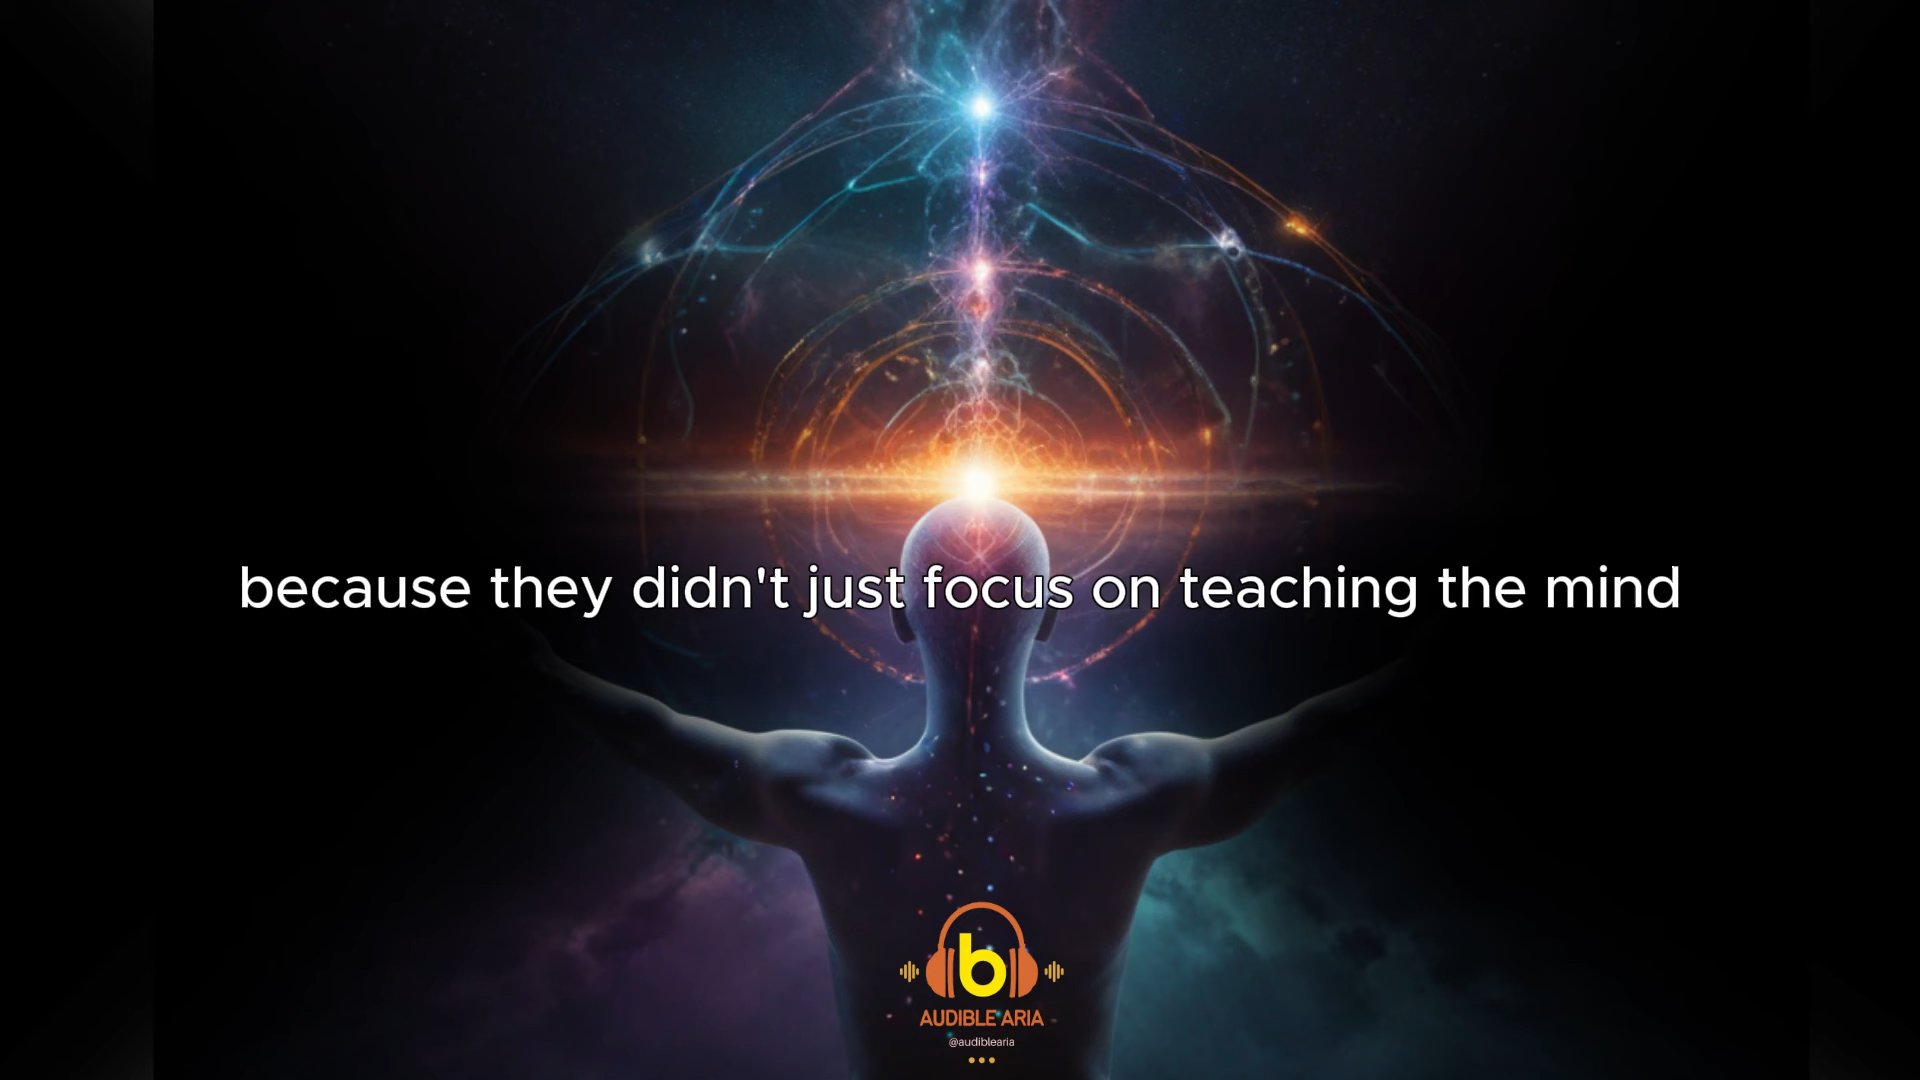 because they didn't just focus on teaching the mind
b
AUDIBLE ARIA
@audiblearia